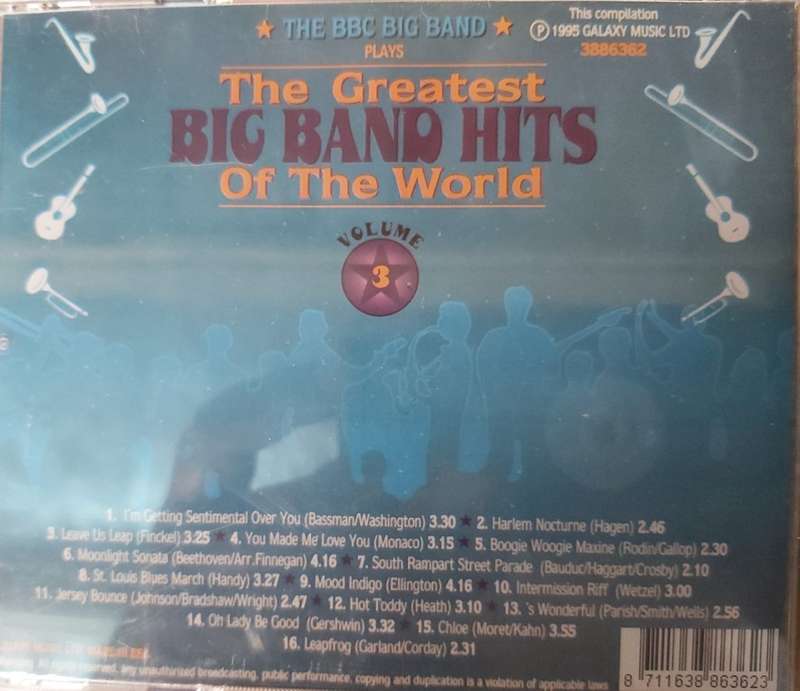 ★ THE BBC BIG BAND ★
PLAYS
The Greatest
BIG BAND HITS
Of The World
VOLUME
3
This compilation
Ⓟ 1995 GALAXY MUSIC LTD
3886362
1. I'm Getting Sentimental Over You (Bassman/Washington) 3.30 ★ 2. Harlem Nocturne (Hagen) 2.46
3. Leave Us Leap (Finckel) 3.25 ★ 4. You Made Me Love You (Monaco) 3.15 ★ 5. Boogie Woogie Maxine (Rodin/Gallop) 2.30
6. Moonlight Sonata (Beethoven/Arr.Finnegan) 4.16 ★ 7. South Rampart Street Parade (Bauduc/Haggart/Crosby) 2.10
8. St. Louis Blues March (Handy) 3.27 ★ 9. Mood Indigo (Ellington) 4.16 ★ 10. Intermission Riff (Wetzel) 3.00
11. Jersey Bounce (Johnson/Bradshaw/Wright) 2.47 ★ 12. Hot Toddy (Heath) 3.10 ★ 13. 's Wonderful (Parish/Smith/Wells) 2.56
14. Oh Lady Be Good (Gershwin) 3.32 ★ 15. Chloe (Moret/Kahn) 3.55
16. Leapfrog (Garland/Corday) 2.31
All rights reserved, any unauthorized broadcasting, public performance, copying and duplication is a violation of applicable laws
8 711638 863623